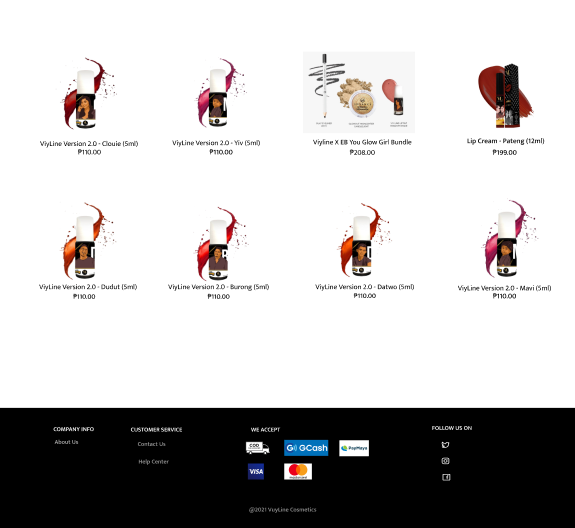 ViyLine Version 2.0 - Clouie (5ml)
₱110.00
ViyLine Version 2.0 - Yiv (5ml)
₱110.00
Viyline X EB You Glow Girl Bundle
₱208.00
Lip Cream - Pateng (12ml)
₱199.00
ViyLine Version 2.0 - Dudut (5ml)
₱110.00
ViyLine Version 2.0 - Burong (5ml)
₱110.00
ViyLine Version 2.0 - Datwo (5ml)
₱110.00
ViyLine Version 2.0 - Mavi (5ml)
₱110.00
COMPANY INFO
About Us
CUSTOMER SERVICE
Contact Us
Help Center
WE ACCEPT
COD
GCash
PayMaya
VISA
mastercard
FOLLOW US ON
@2021 VuyLine Cosmetics